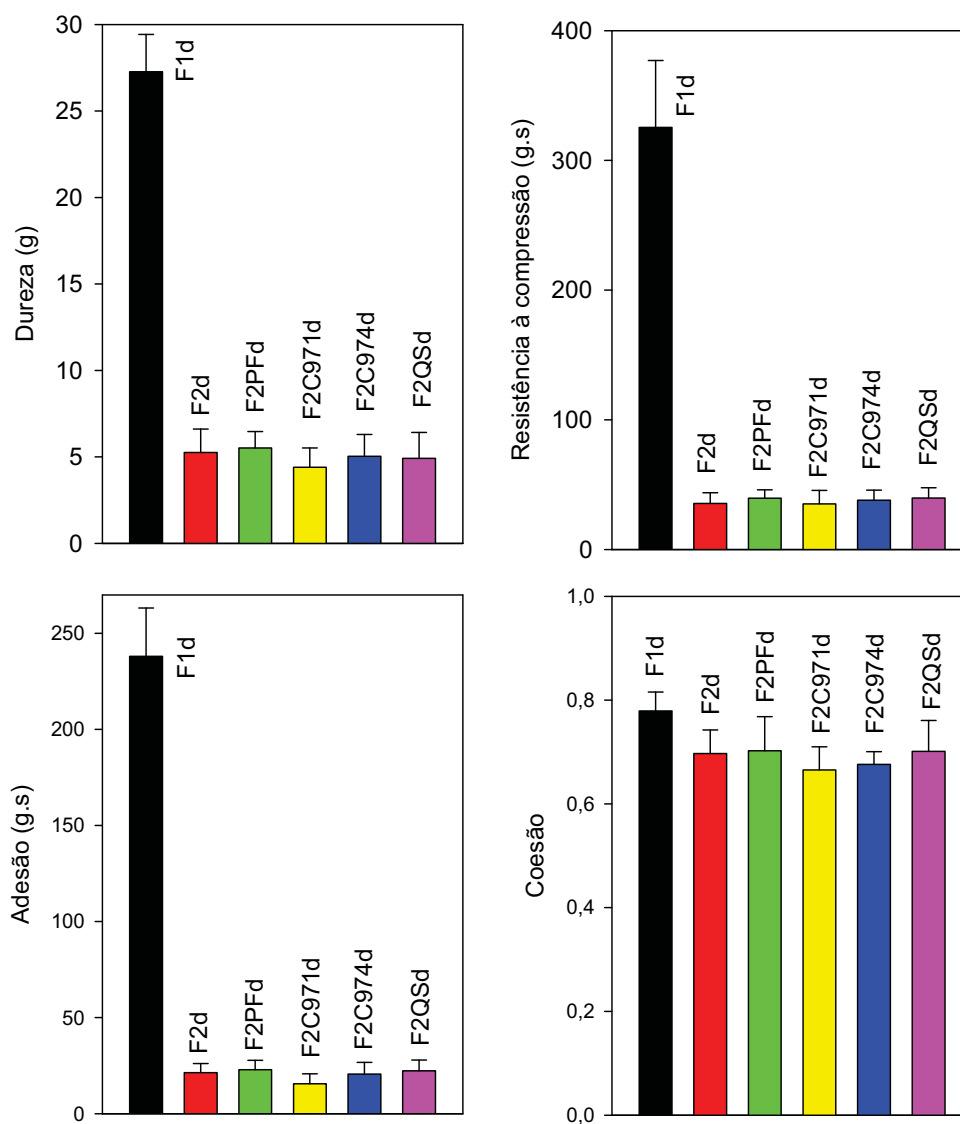 Dureza (g)
30
25
20
15
10
5
0
F1d
F2d
F2PFd
F2C971d
F2C974d
F2QSd
Resistência à compressão (g.s)
400
300
200
100
0
F1d
F2d
F2PFd
F2C971d
F2C974d
F2QSd
Adesão (g.s)
250
200
150
100
50
0
F1d
F2d
F2PFd
F2C971d
F2C974d
F2QSd
Coesão
1,0
0,8
0,6
0,4
0,2
0,0
F1d
F2d
F2PFd
F2C971d
F2C974d
F2QSd